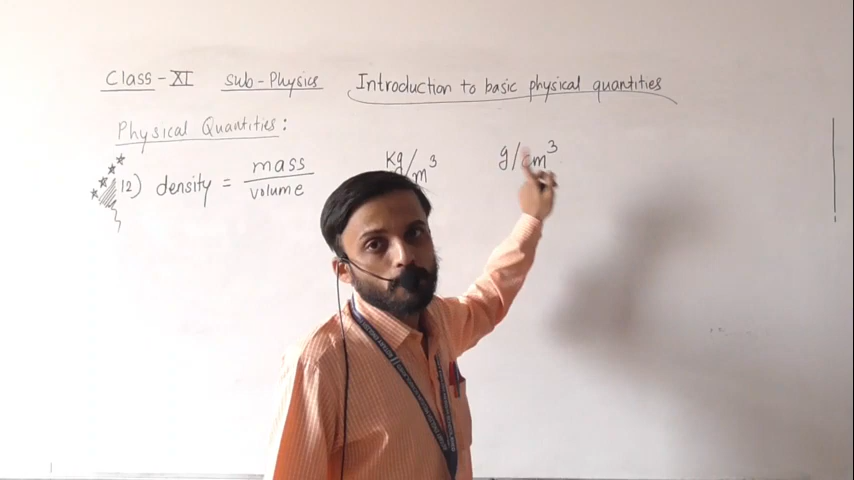 Class-XI Sub-Physics Introduction to basic physical quantities
Physical Quantities:
12) density = mass/volume Kg/m³ g/cm³